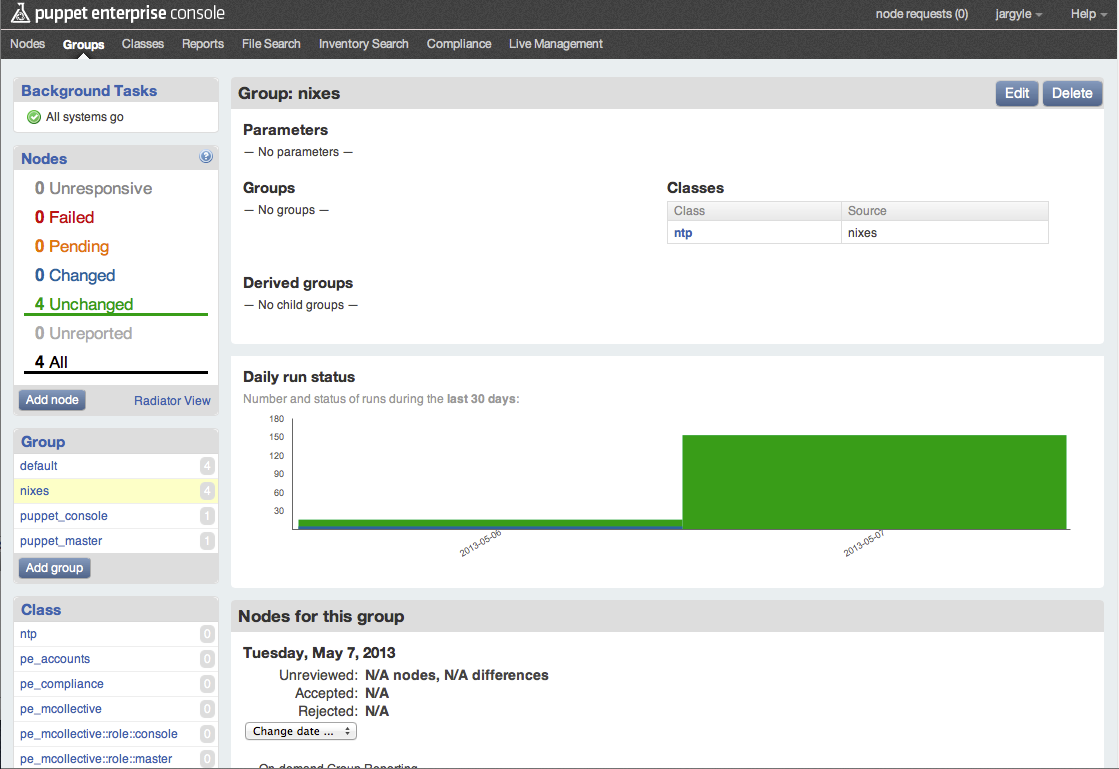 puppet enterprise console
node requests (0) jargyle Help
Nodes Groups Classes Reports File Search Inventory Search Compliance Live Management
Background Tasks
All systems go
Nodes
0 Unresponsive
0 Failed
0 Pending
0 Changed
4 Unchanged
0 Unreported
4 All
Add node Radiator View
Group
default 4
nixes 4
puppet_console 1
puppet_master 1
Add group
Class
ntp 0
pe_accounts 0
pe_compliance 0
pe_mcollective 0
pe_mcollective::role::console 0
pe_mcollective::role::master 0
Group: nixes
Edit Delete
Parameters
— No parameters —
Groups
— No groups —
Classes
Class Source
ntp nixes
Derived groups
— No child groups —
Daily run status
Number and status of runs during the last 30 days:
180
150
120
90
60
30
2013-05-06
2013-05-07
Nodes for this group
Tuesday, May 7, 2013
Unreviewed: N/A nodes, N/A differences
Accepted: N/A
Rejected: N/A
Change date ...
On-demand Group Reporting